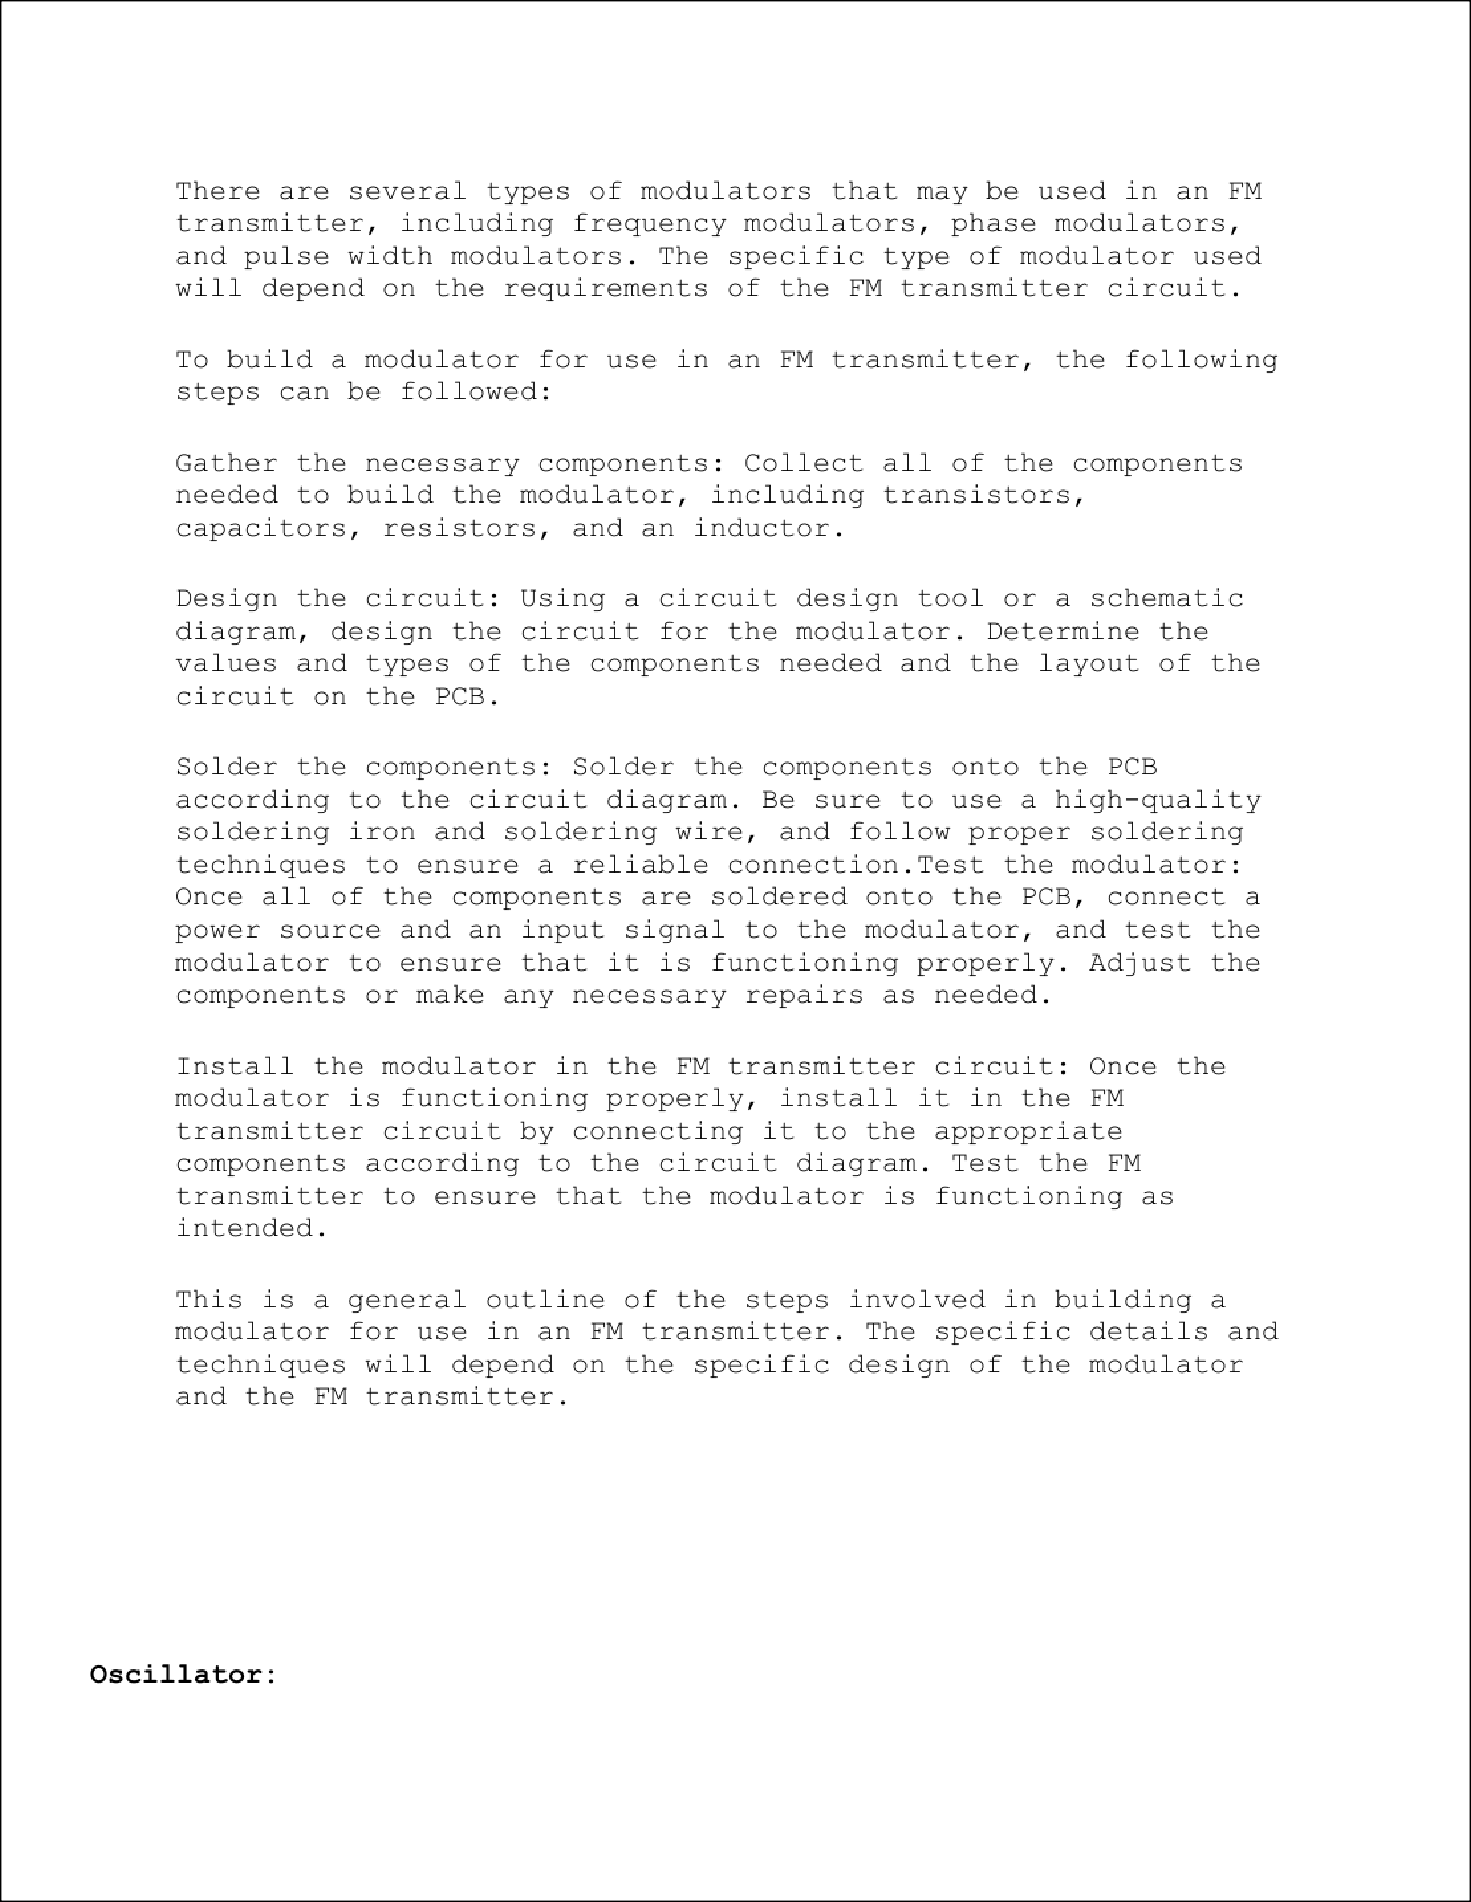 There are several types of modulators that may be used in an FM
transmitter, including frequency modulators, phase modulators,
and pulse width modulators. The specific type of modulator used
will depend on the requirements of the FM transmitter circuit.
To build a modulator for use in an FM transmitter, the following
steps can be followed:
Gather the necessary components: Collect all of the components
needed to build the modulator, including transistors,
capacitors, resistors, and an inductor.
Design the circuit: Using a circuit design tool or a schematic
diagram, design the circuit for the modulator. Determine the
values and types of the components needed and the layout of the
circuit on the PCB.
Solder the components: Solder the components onto the PCB
according to the circuit diagram. Be sure to use a high-quality
soldering iron and soldering wire, and follow proper soldering
techniques to ensure a reliable connection.Test the modulator:
Once all of the components are soldered onto the PCB, connect a
power source and an input signal to the modulator, and test the
modulator to ensure that it is functioning properly. Adjust the
components or make any necessary repairs as needed.
Install the modulator in the FM transmitter circuit: Once the
modulator is functioning properly, install it in the FM
transmitter circuit by connecting it to the appropriate
components according to the circuit diagram. Test the FM
transmitter to ensure that the modulator is functioning as
intended.
This is a general outline of the steps involved in building a
modulator for use in an FM transmitter. The specific details and
techniques will depend on the specific design of the modulator
and the FM transmitter.
Oscillator: